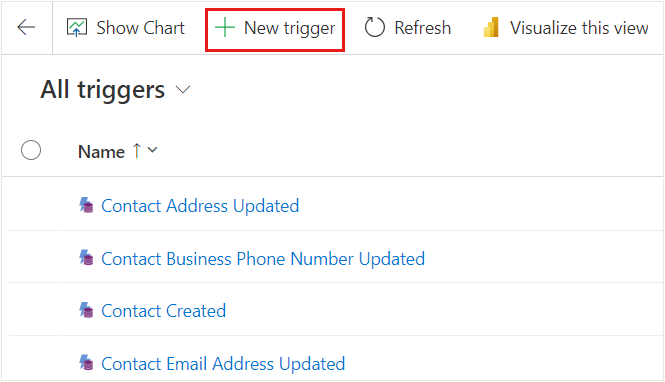 Show Chart New trigger Refresh Visualize this view
All triggers
Name
Contact Address Updated
Contact Business Phone Number Updated
Contact Created
Contact Email Address Updated